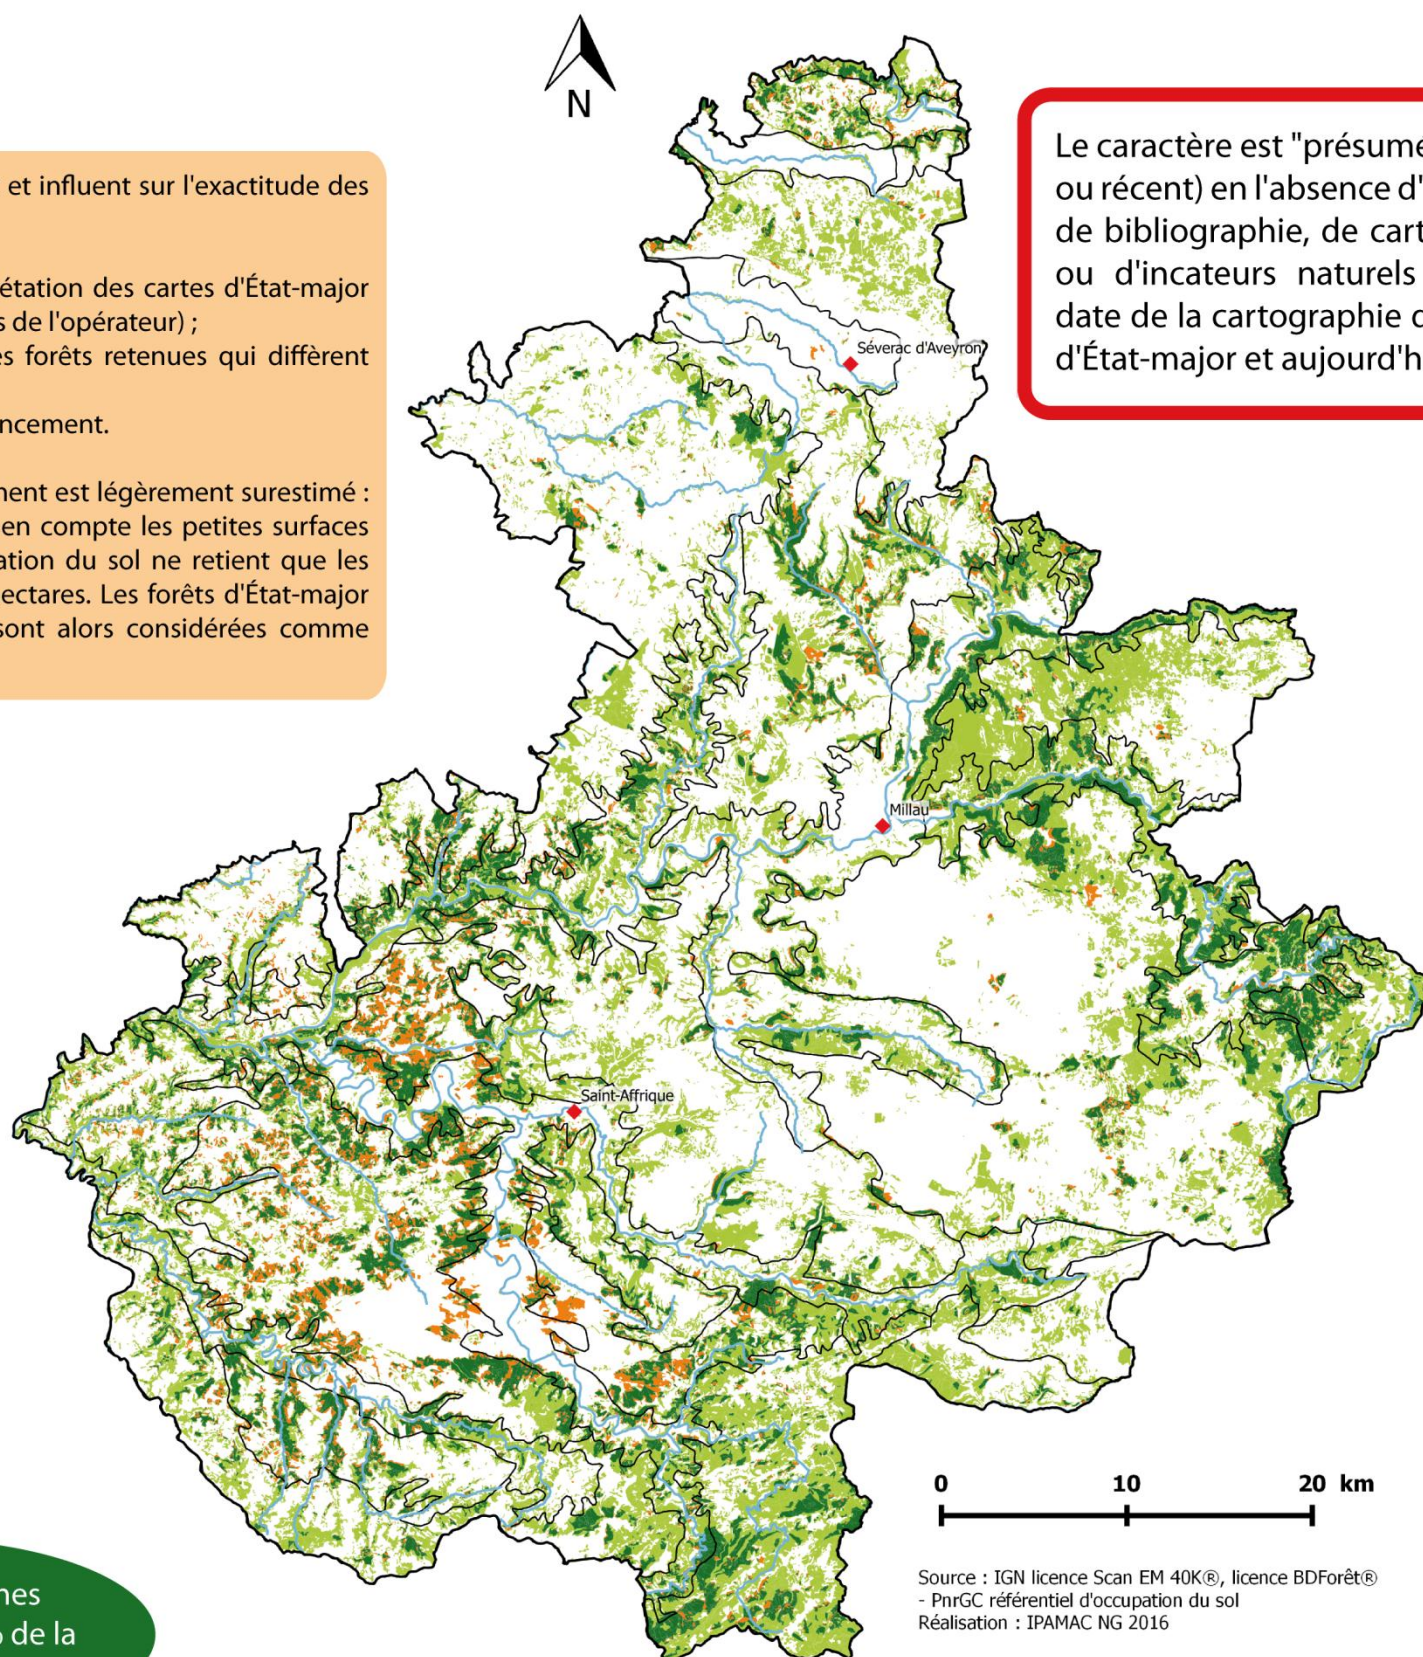 N
et influent sur l'exactitude des
étation des cartes d'État-major
s de l'opérateur) ;
es forêts retenues qui diffèrent
ncement.
nent est légèrement surestimé :
en compte les petites surfaces
ation du sol ne retient que les
ectares. Les forêts d'État-major
sont alors considérées comme
Le caractère est "présumé
ou récent) en l'absence d'
de bibliographie, de cart
ou d'incateurs naturels
date de la cartographie d
d'État-major et aujourd'h
Séverac d'Aveyron
Millau
Saint-Affrique
0 10 20 km
Source : IGN licence Scan EM 40K®, licence BDForêt®
- PnrGC référentiel d'occupation du sol
Réalisation : IPAMAC NG 2016
nes
de la